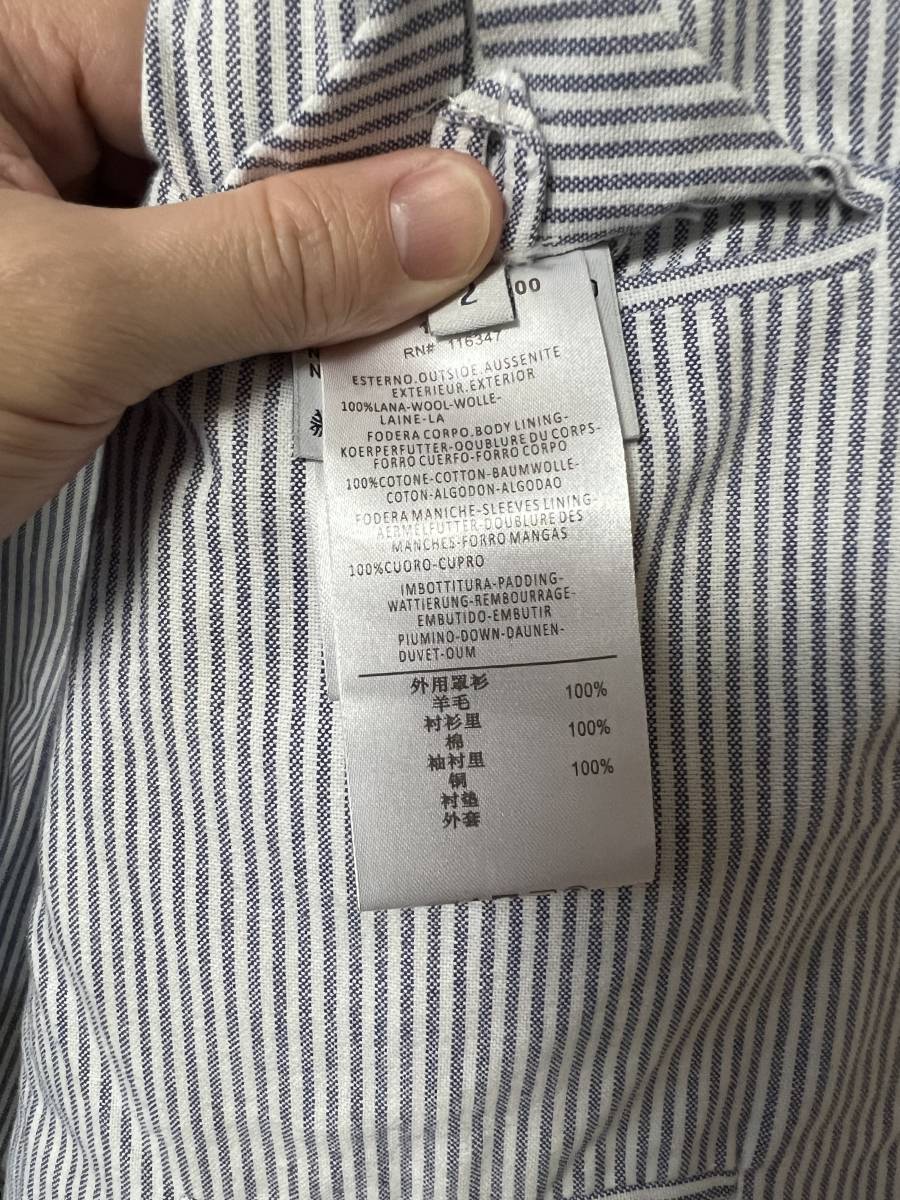 2
00
RN# 116347
ESTERNO.OUTSIDE.AUSSENITE
EXTERIEUR.EXTERIOR
100%LANA-WOOL-WOLLE-
LAINE-LA
FODERA CORPO.BODY LINING-
KOERPERFUTTER-DOUBLURE DU CORPS-
FORRO CUERFO-FORRO CORPO
100%COTONE-COTTON-BAUMWOLLE-
COTON-ALGODON-ALGODAO
FODERA MANICHE-SLEEVES LINING-
AERMELFUTTER-DOUBLURE DES
MANCHES-FORRO MANGAS
100%CUORO-CUPRO
IMBOTTITURA-PADDING-
WATTIERUNG-REMBOURRAGE-
EMBUTIDO-EMBUTIR
PIUMINO-DOWN-DAUNEN-
DUVET-OUM
外用罩衫
羊毛 100%
衬衫里
棉 100%
袖衬里
铜 100%
衬垫
外套